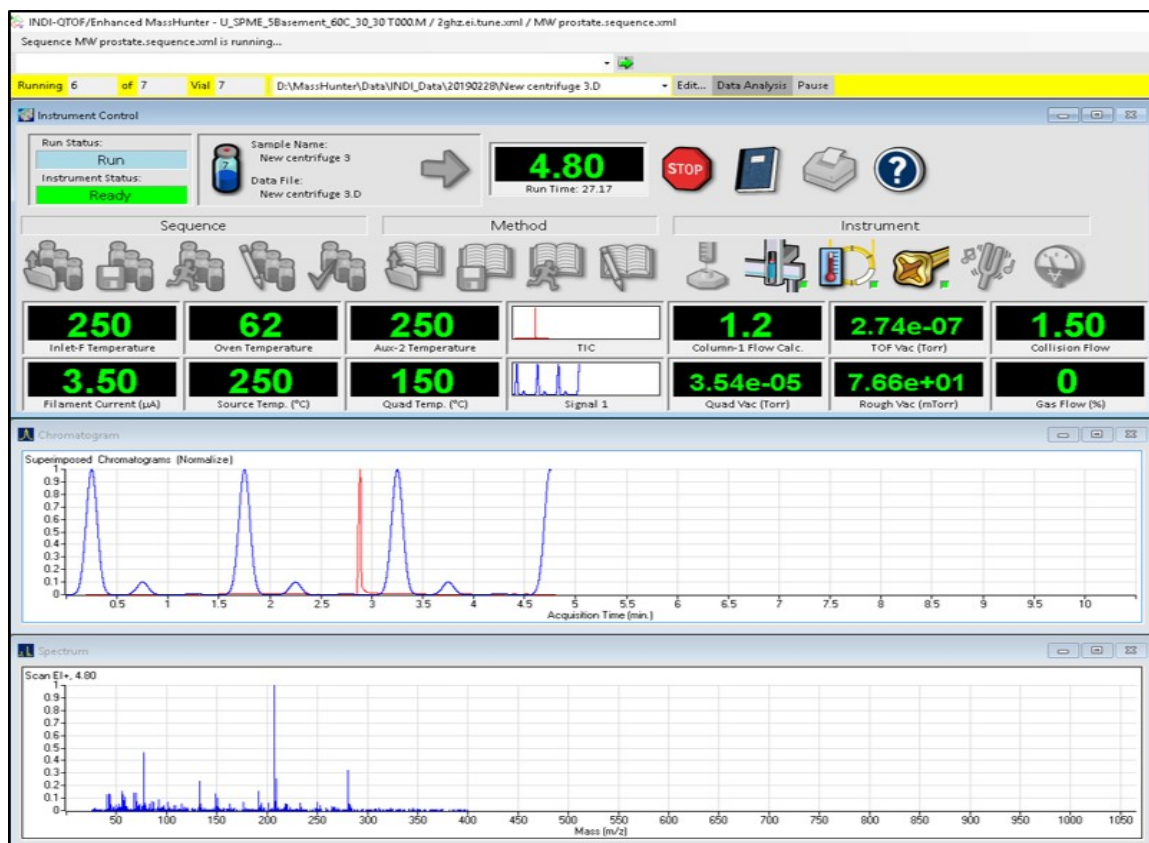 INDI-QTOF/Enhanced MassHunter - U_SPME_5Basement_60C_30_30 T000.M / 2ghz.ei.tune.xml / MW prostate.sequence.xml
Sequence MW prostate.sequence.xml is running...
Running 6 of 7 Vial 7 D:\MassHunter\Data\INDI_Data\20190228\New centrifuge 3.D Edit... Data Analysis Pause
Instrument Control
Run Status:
Run
Instrument Status:
Ready
7
Sample Name:
New centrifuge 3
Data File:
New centrifuge 3.D
4.80
Run Time: 27.17
STOP
?
Sequence Method Instrument
250 62 250 1.2 2.74e-07 1.50
Inlet-F Temperature Oven Temperature Aux-2 Temperature TIC Column-1 Flow Calc. TOF Vac (Torr) Collision Flow
3.50 250 150 3.54e-05 7.66e+01 0
Filament Current (µA) Source Temp. (°C) Quad Temp. (°C) Signal 1 Quad Vac (Torr) Rough Vac (mTorr) Gas Flow (%)
Chromatogram
Superimposed Chromatograms (Normalize)
1
0.9
0.8
0.7
0.6
0.5
0.4
0.3
0.2
0.1
0
0.5 1 1.5 2 2.5 3 3.5 4 4.5 5 5.5 6 6.5 7 7.5 8 8.5 9 9.5 10
Acquisition Time (min.)
Spectrum
Scan EI+, 4.80
1
0.9
0.8
0.7
0.6
0.5
0.4
0.3
0.2
0.1
0
50 100 150 200 250 300 350 400 450 500 550 600 650 700 750 800 850 900 950 1000 1050
Mass (m/z)